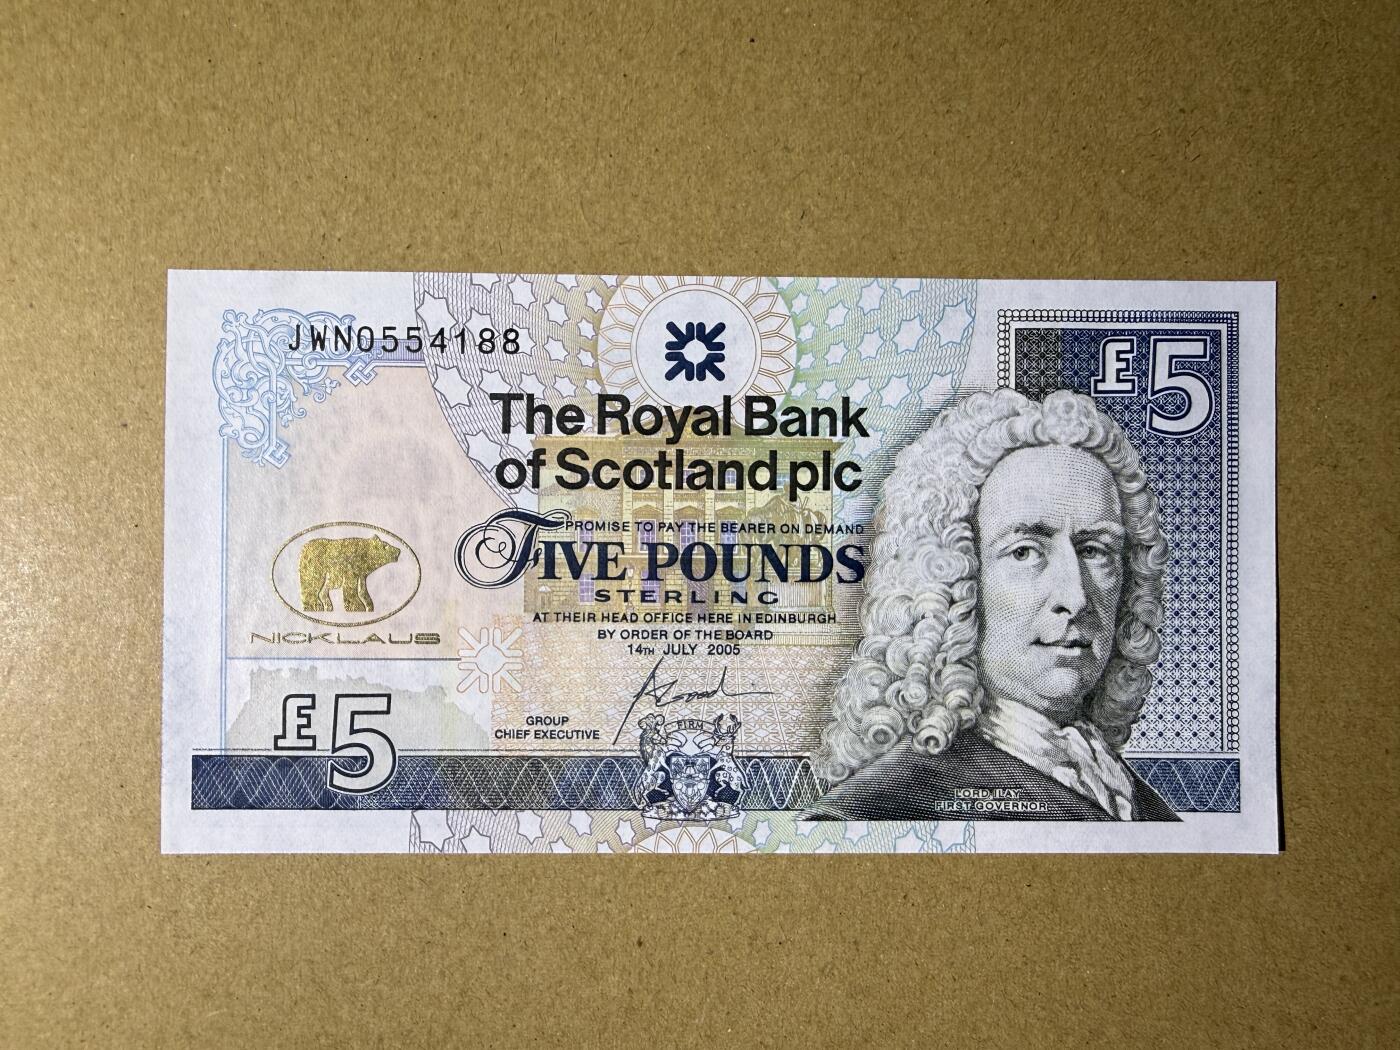 JWN0554188
£5
The Royal Bank
of Scotland plc
PROMISE TO PAY THE BEARER ON DEMAND
FIVE POUNDS
STERLING
AT THEIR HEAD OFFICE HERE IN EDINBURGH
BY ORDER OF THE BOARD
14TH JULY 2005
NICKLAUS
£5
GROUP
CHIEF EXECUTIVE
FIRM
LORD ILAY
FIRST GOVERNOR